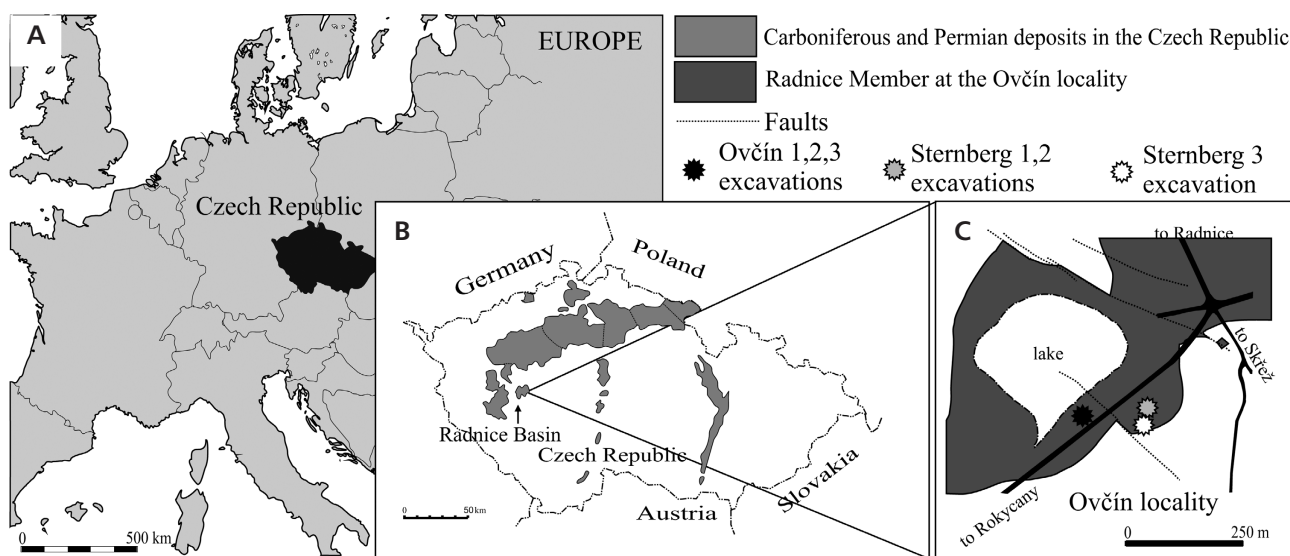 A
EUROPE
Czech Republic
0
500 km
Carboniferous and Permian deposits in the Czech Republic
Radnice Member at the Ovčín locality
Faults
Ovčín 1,2,3
excavations
Sternberg 1,2
excavations
Sternberg 3
excavation
B
Germany
Poland
Radnice Basin
Czech Republic
Slovakia
Austria
0
50 km
C
to Radnice
lake
to Skřež
to Rokycany
Ovčín locality
0
250 m